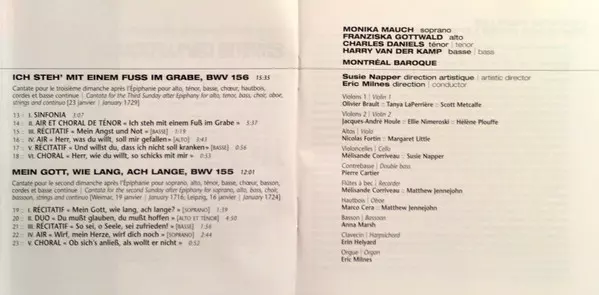 ICH STEH' MIT EINEM FUSS IM GRABE, BWV 156 15:35
Cantate pour le troisième dimanche après l'Épiphanie pour alto, ténor, basse, chœur, hautbois,
cordes et basse continue | Cantata for the Third Sunday after Epiphany for alto, tenor, bass, choir, oboe,
strings and continuo [23 janvier | January 1729]
13 :: I. SINFONIA 3:07
14 :: II. AIR ET CHORAL DE TÉNOR « Ich steh mit einem Fuß im Grabe » 5:37
15 :: III. RÉCITATIF « Mein Angst und Not » [BASSE] 1:19
16 :: IV. AIR « Herr, was du willt, soll mir gefallen » [ALTO] 3:43
17 :: V. RÉCITATIF « Und willst du, dass ich nicht soll kranken » [BASSE] 0:56
18 :: VI. CHORAL « Herr, wie du willt, so schicks mit mir » 0:53
MEIN GOTT, WIE LANG, ACH LANGE, BWV 155 12:01
Cantate pour le second dimanche après l'Épiphanie pour soprano, alto, ténor, basse, chœur, basson,
cordes et basse continue | Cantata for the second Sunday after Epiphany for soprano, alto, tenor, bass, choir,
bassoon, strings and continuo [Weimar, 19 janvier | January 1716; Leipzig, 16 janvier | January 1724]
19 :: I. RÉCITATIF « Mein Gott, wie lang, ach lange? » [SOPRANO] 1:59
20 :: II. DUO « Du mußt glauben, du mußt hoffen » [ALTO ET TÉNOR] 4:50
21 :: III. RÉCITATIF « So sei, o Seele, sei zufrieden! » [BASSE] 1:56
22 :: IV. AIR « Wirf, mein Herze, wirf dich noch » [SOPRANO] 2:44
23 :: V. CHORAL « Ob sich's anließ, als wollt er nicht » 0:52
MONIKA MAUCH soprano
FRANZISKA GOTTWALD alto
CHARLES DANIELS ténor | tenor
HARRY VAN DER KAMP basse | bass
MONTRÉAL BAROQUE
Susie Napper direction artistique | artistic director
Eric Milnes direction | conductor
Violons 1 | Violin 1
Olivier Brault :: Tanya LaPerrière :: Scott Metcalfe
Violons 2 | Violin 2
Jacques-André Houle :: Ellie Nimeroski :: Hélène Plouffe
Altos | Viola
Nicolas Fortin :: Margaret Little
Violoncelles | Cello
Mélisande Corriveau :: Susie Napper
Contrebasse | Double bass
Pierre Cartier
Flûtes à bec | Recorder
Mélisande Corriveau :: Matthew Jennejohn
Hautbois | Oboe
Marco Cera :: Matthew Jennejohn
Basson | Bassoon
Anna Marsh
Clavecin | Harpsichord
Erin Helyard
Orgue | Organ
Eric Milnes